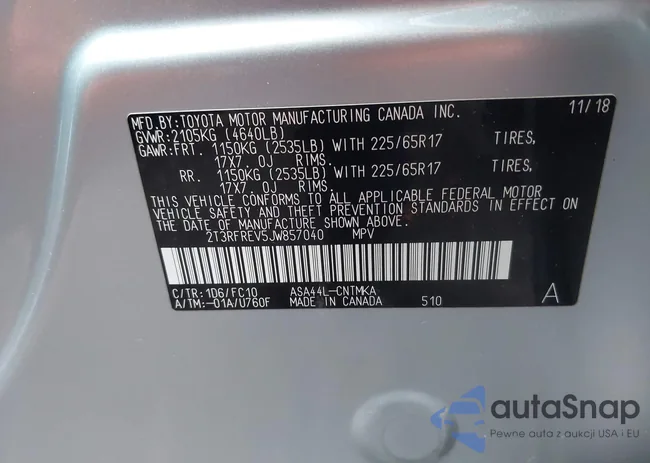 MFD.BY:TOYOTA MOTOR MANUFACTURING CANADA INC. 11/18
GVWR:2105KG (4640LB)
GAWR:FRT. 1150KG (2535LB) WITH 225/65R17 TIRES,
17X7.0J RIMS.
RR. 1150KG (2535LB) WITH 225/65R17 TIRES,
17X7.0J RIMS.
THIS VEHICLE CONFORMS TO ALL APPLICABLE FEDERAL MOTOR
VEHICLE SAFETY AND THEFT PREVENTION STANDARDS IN EFFECT ON
THE DATE OF MANUFACTURE SHOWN ABOVE.
2T3RFREV5JW857040 MPV
C/TR: 1D6/FC10 ASA44L-CNTMKA
A/TM:-01A/U760F MADE IN CANADA 510 A
autaSnap
Pewne auta z aukcji USA i EU